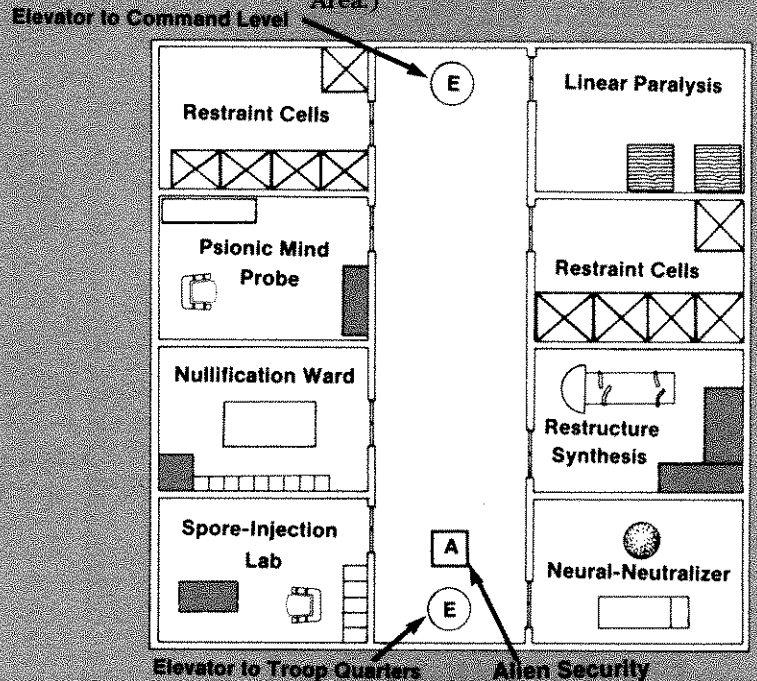 Area.)
Elevator to Command Level
E
Restraint Cells
Linear Paralysis
Psionic Mind
Probe
Restraint Cells
Nullification Ward
Restructure
Synthesis
Spore-Injection
Lab
A
Neural-Neutralizer
E
Elevator to Troop Quarters
Alien Security